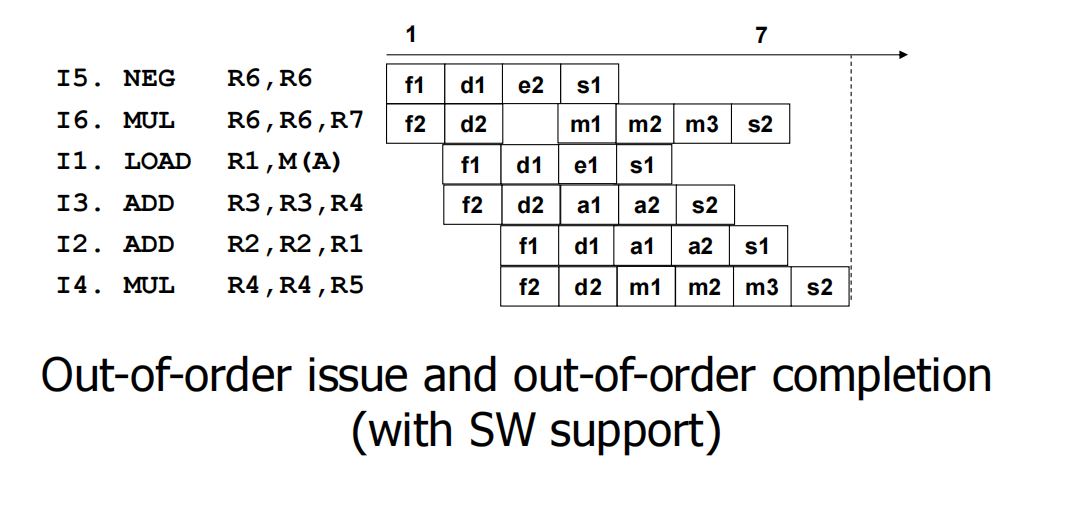 1 7
I5. NEG R6,R6 f1 d1 e2 s1
I6. MUL R6,R6,R7 f2 d2 m1 m2 m3 s2
I1. LOAD R1,M(A) f1 d1 e1 s1
I3. ADD R3,R3,R4 f2 d2 a1 a2 s2
I2. ADD R2,R2,R1 f1 d1 a1 a2 s1
I4. MUL R4,R4,R5 f2 d2 m1 m2 m3 s2
Out-of-order issue and out-of-order completion
(with SW support)